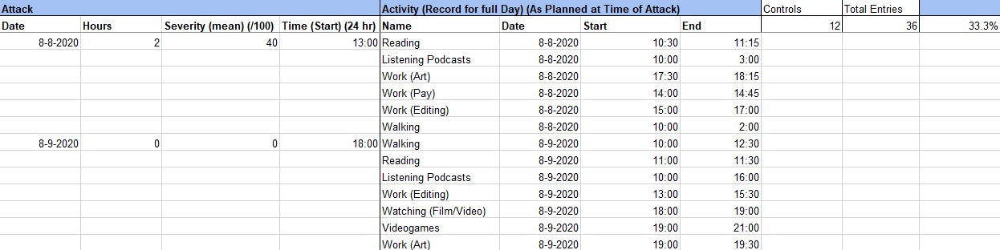 Attack Activity (Record for full Day) (As Planned at Time of Attack) Controls Total Entries
Date Hours Severity (mean) (/100) Time (Start) (24 hr) Name Date Start End 12 36 33.3%
8-8-2020 2 40 13:00 Reading 8-8-2020 10:30 11:15
Listening Podcasts 8-8-2020 10:00 3:00
Work (Art) 8-8-2020 17:30 18:15
Work (Pay) 8-8-2020 14:00 14:45
Work (Editing) 8-8-2020 15:00 17:00
Walking 8-8-2020 10:00 2:00
8-9-2020 0 0 18:00 Walking 8-9-2020 10:00 12:30
Reading 8-9-2020 11:00 11:30
Listening Podcasts 8-9-2020 10:00 16:00
Work (Editing) 8-9-2020 13:00 15:30
Watching (Film/Video) 8-9-2020 18:00 19:00
Videogames 8-9-2020 19:00 21:00
Work (Art) 8-9-2020 19:00 19:30